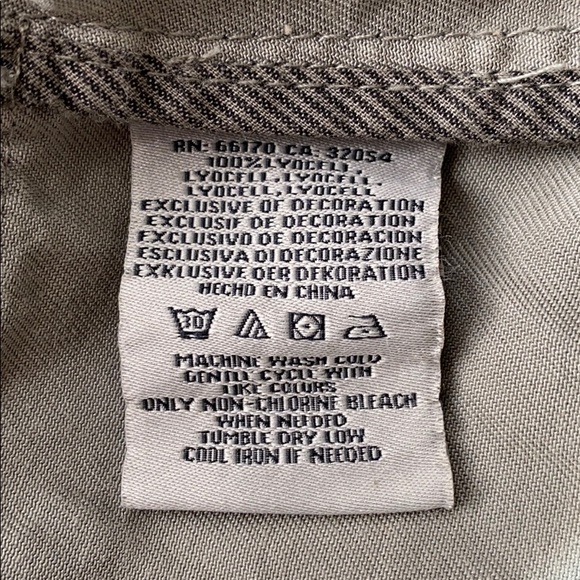 RN: 66170 CA: 32054
100% LYOCELL,
LYOCELL, LYOCELL,
LYOCELL, LYOCELL
EXCLUSIVE OF DECORATION
EXCLUSIF DE DECORATION
EXCLUSIVO DE DECORACION
ESCLUSIVA DI DECORAZIONE
EXKLUSIVE DER DEKORATION
HECHO EN CHINA
30
MACHINE WASH COLD
GENTLE CYCLE WITH
LIKE COLORS
ONLY NON-CHLORINE BLEACH
WHEN NEEDED
TUMBLE DRY LOW
COOL IRON IF NEEDED